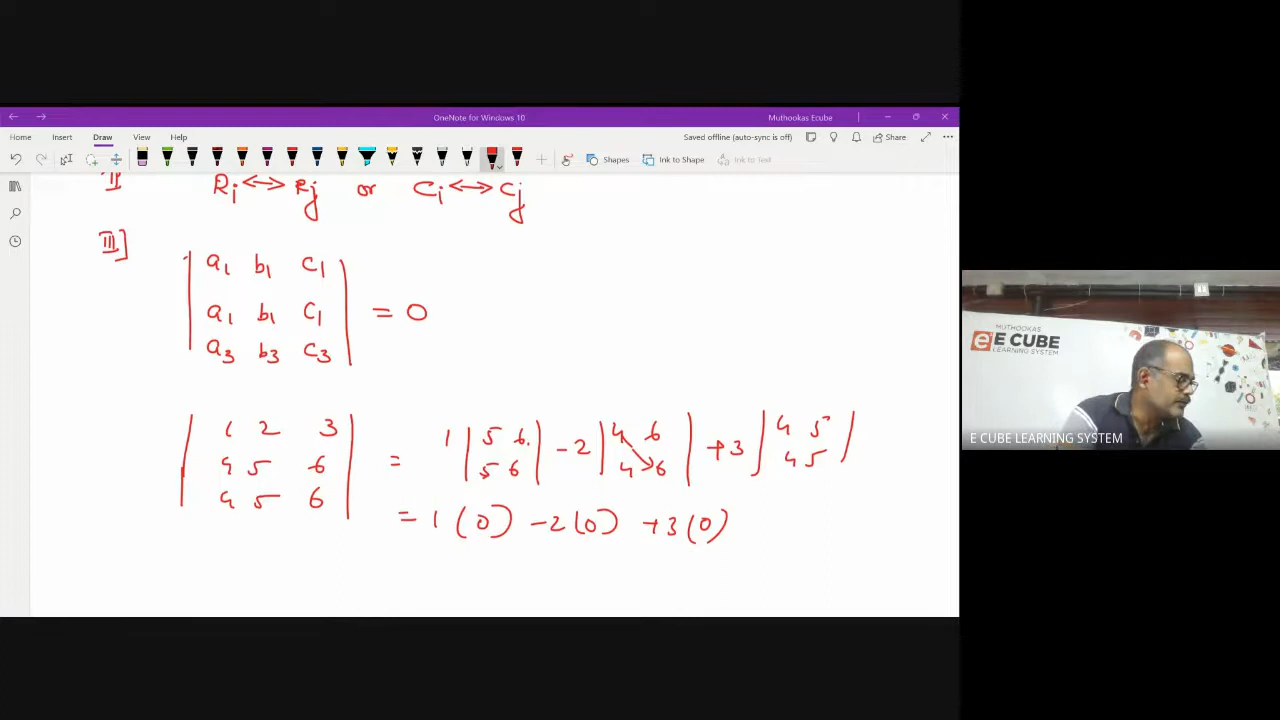 OneNote for Windows 10
Muthookas Ecube
Home Insert Draw View Help
Saved offline (auto-sync is off)
Share
Shapes
Ink to Shape
Ink to Text
II
Ri ↔ Rj or Ci ↔ Cj
III]
| a1 b1 c1 |
| a1 b1 c1 | = 0
| a3 b3 c3 |
| 1 2 3 |
| 4 5 6 |
| 4 5 6 |
= 1 | 5 6 | - 2 | 4 6 | + 3 | 4 5 |
| 5 6 | | 4 6 | | 4 5 |
= 1 (0) - 2 (0) + 3 (0)
MUTHOOKAS
E CUBE
LEARNING SYSTEM
E CUBE LEARNING SYSTEM